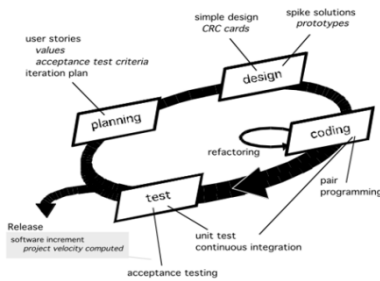 simple design
CRC cards
spike solutions
prototypes
user stories
values
acceptance test criteria
iteration plan
design
planning
coding
refactoring
test
pair
programming
Release
software increment
project velocity computed
unit test
continuous integration
acceptance testing